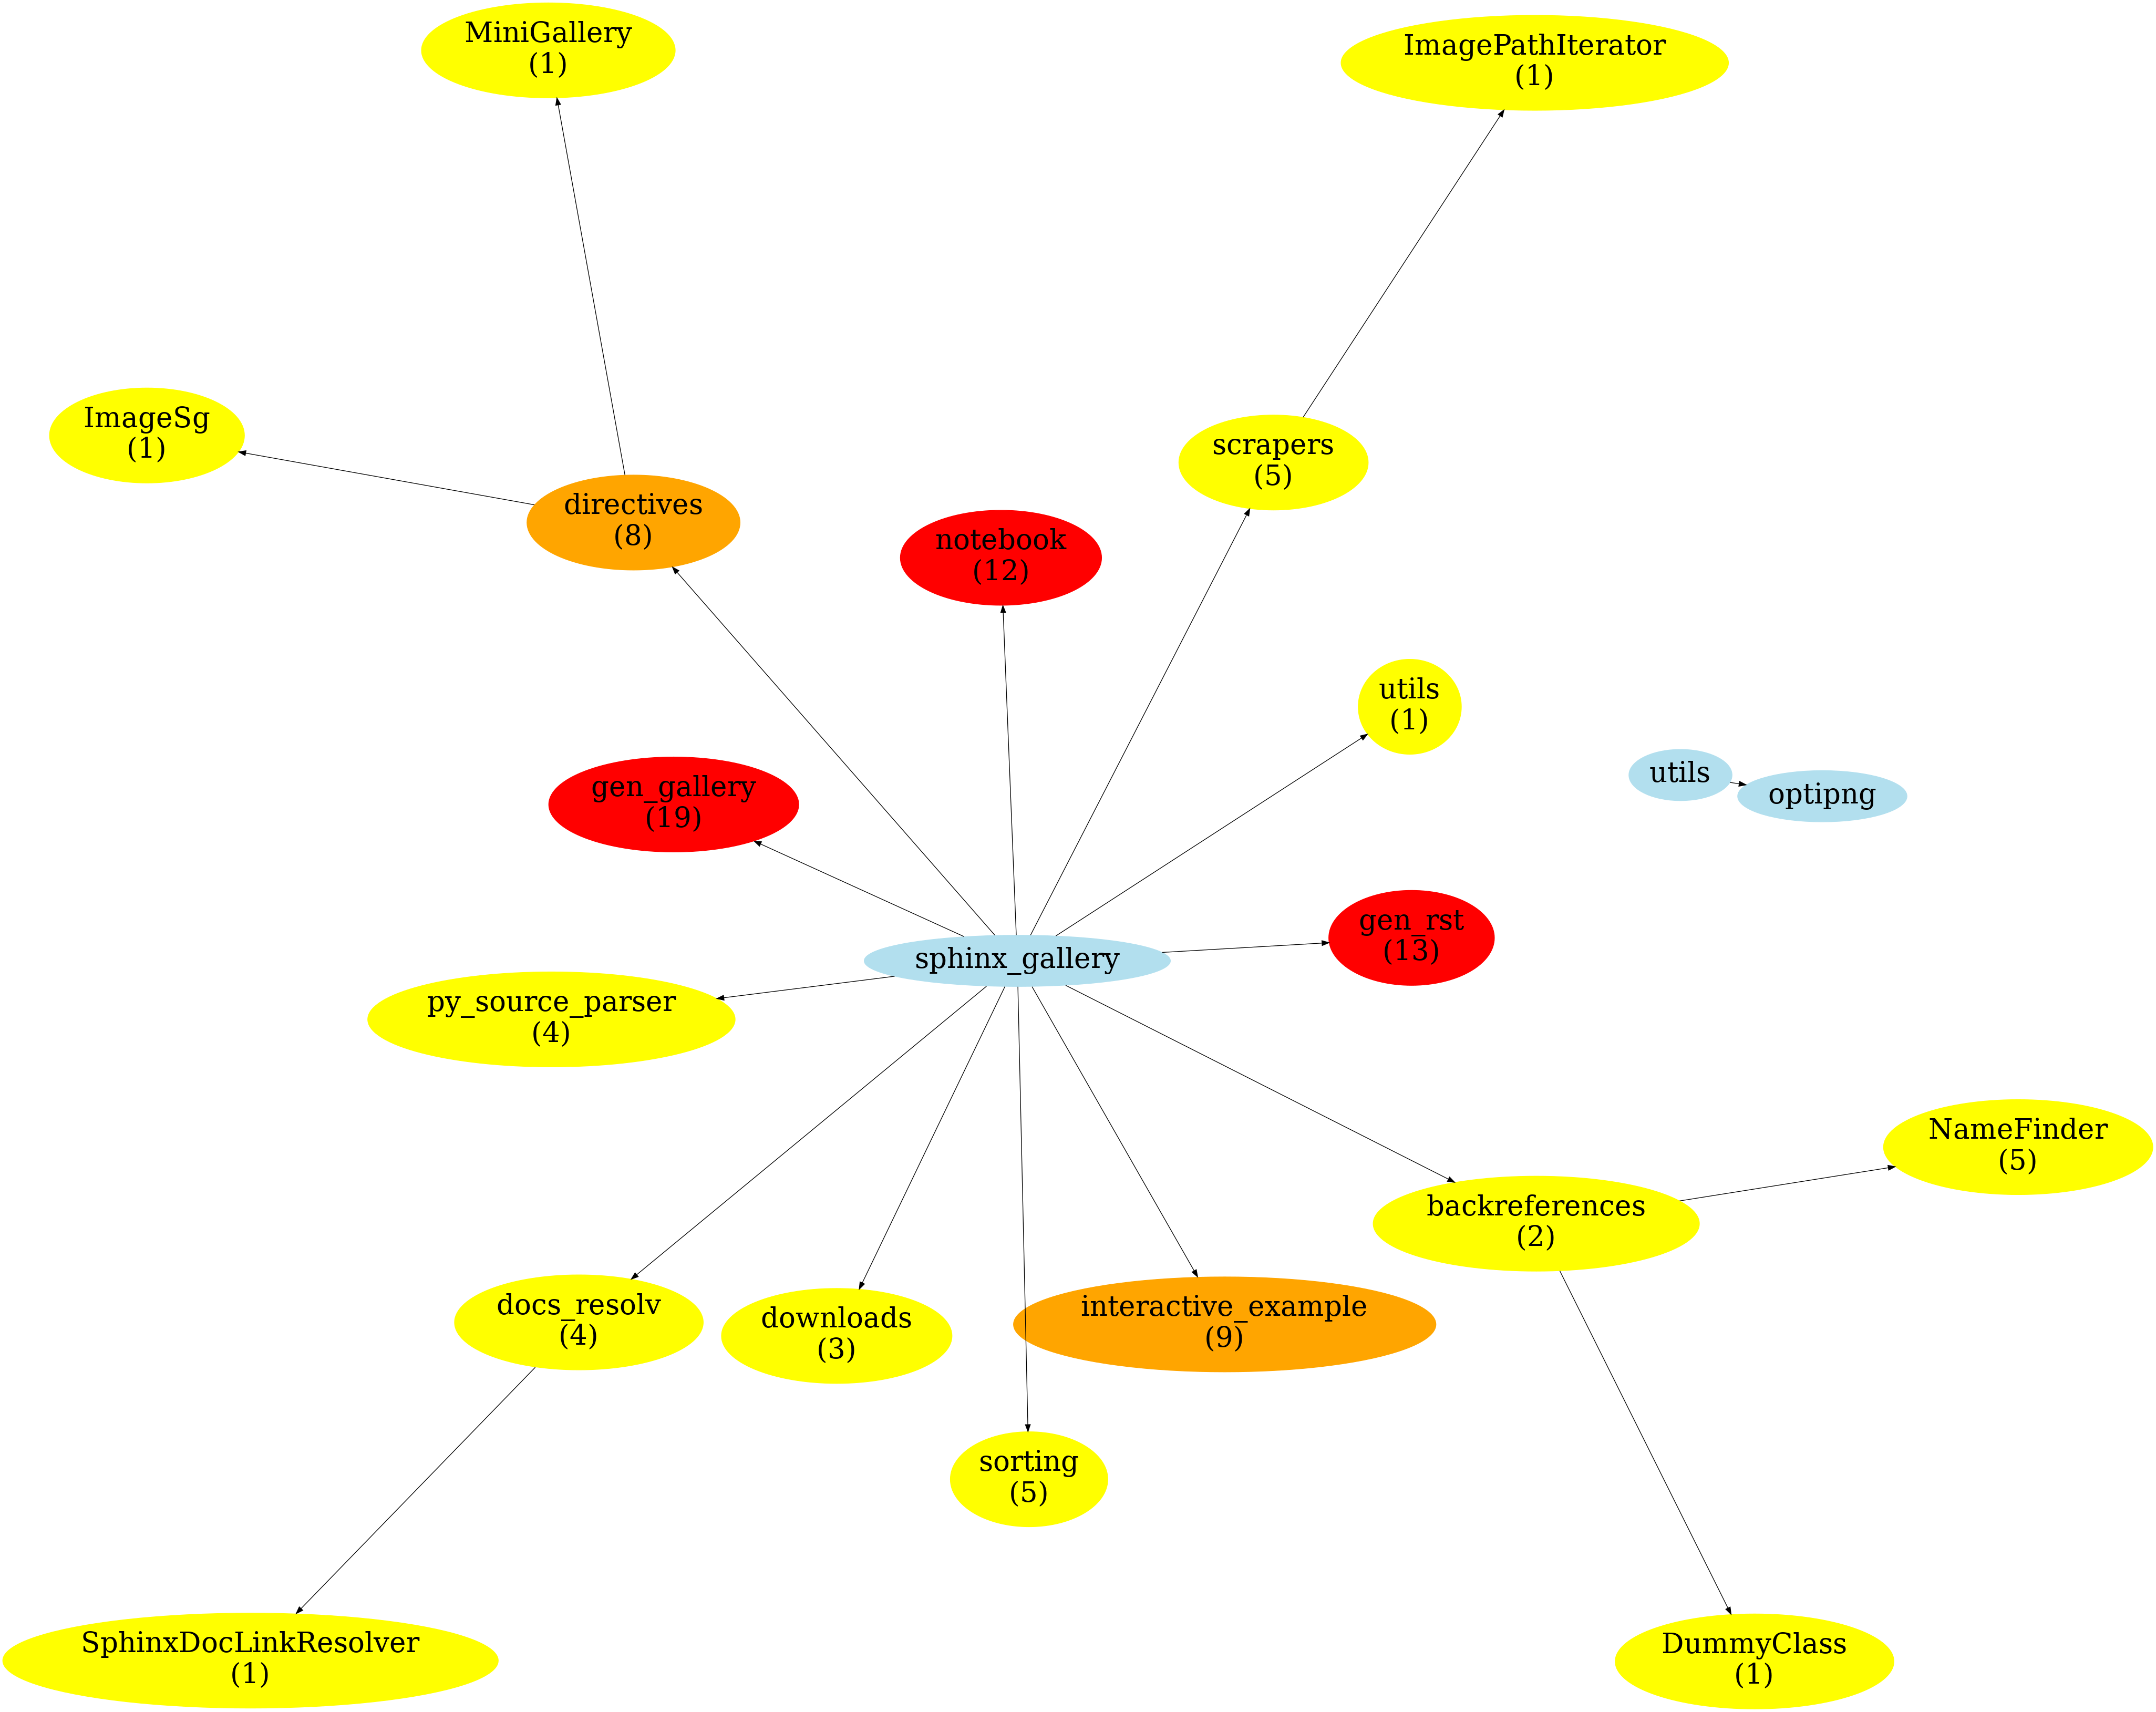 MiniGallery
(1)
ImagePathIterator
(1)
ImageSg
(1)
scrapers
(5)
directives
(8)
notebook
(12)
utils
(1)
utils
optipng
gen_gallery
(19)
gen_rst
(13)
sphinx_gallery
py_source_parser
(4)
NameFinder
(5)
backreferences
(2)
docs_resolv
(4)
downloads
(3)
interactive_example
(9)
sorting
(5)
SphinxDocLinkResolver
(1)
DummyClass
(1)